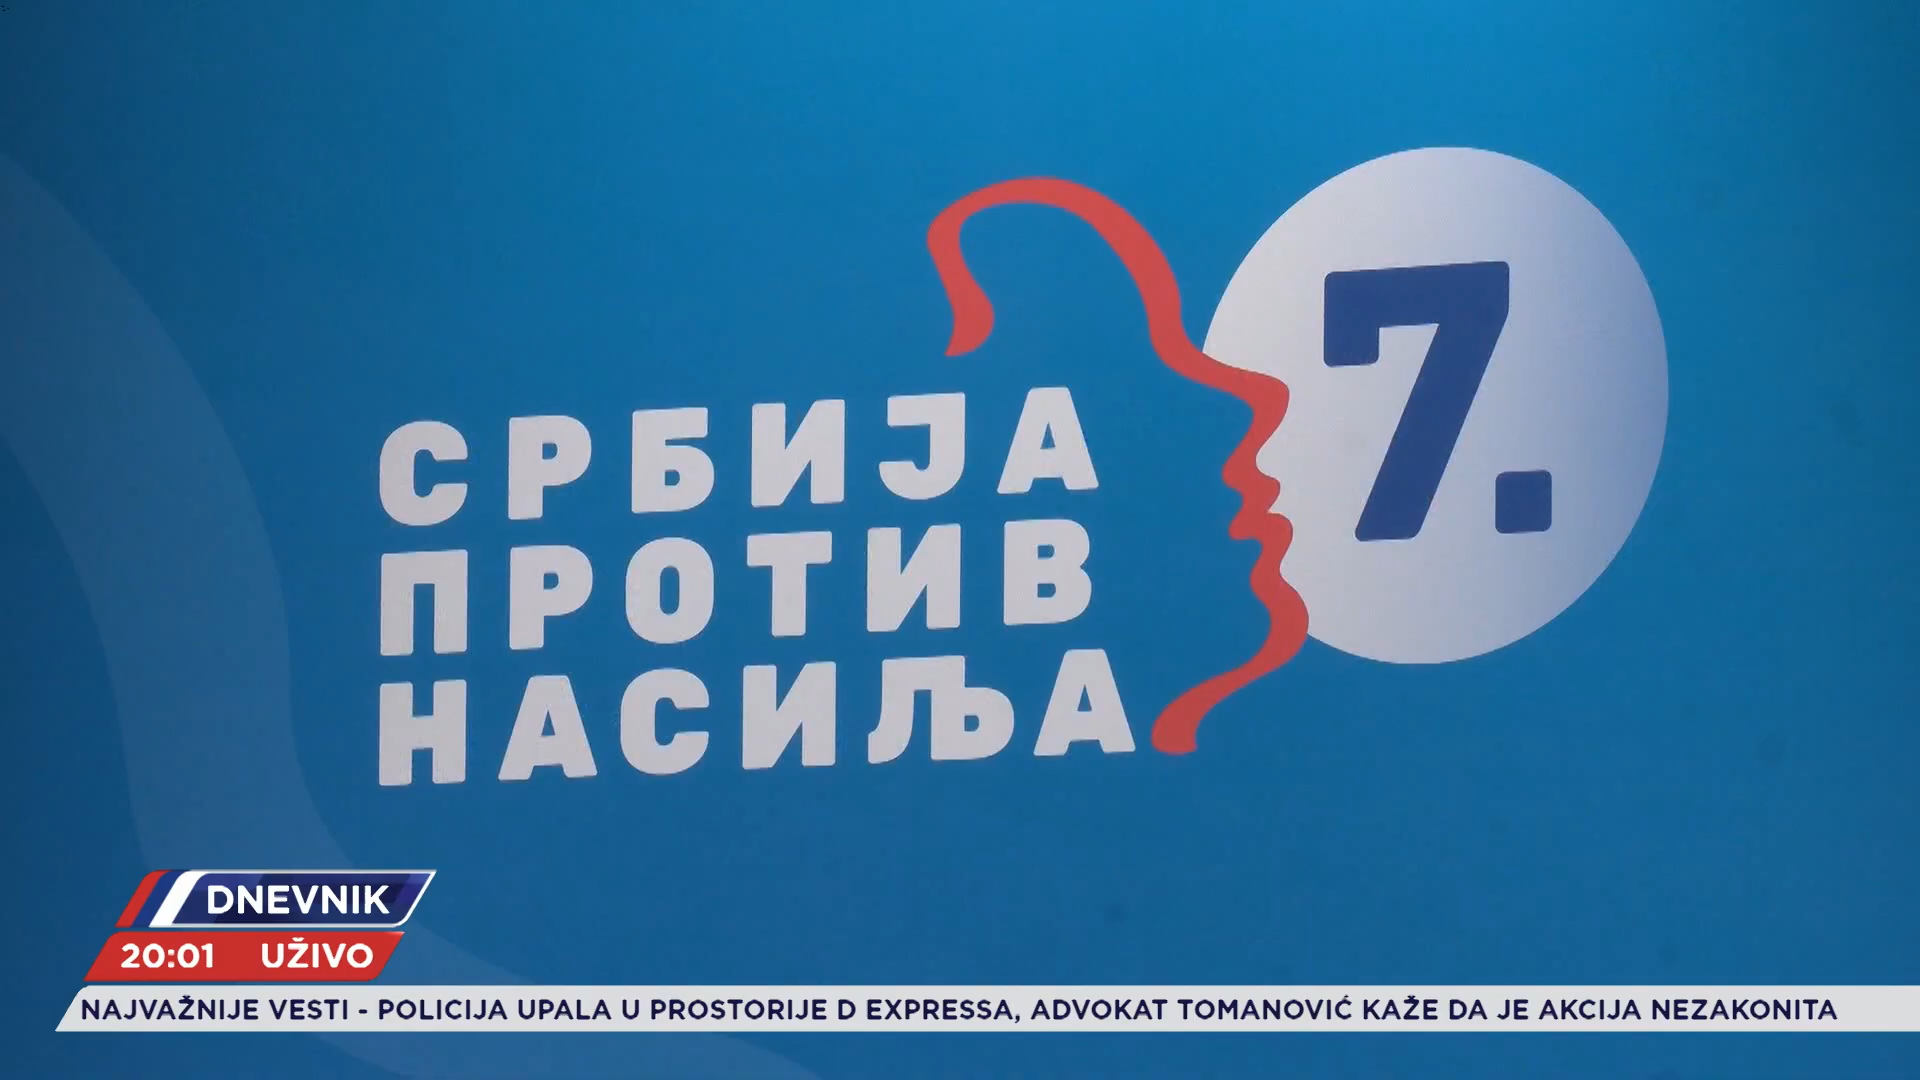 СРБИЈА
ПРОТИВ
НАСИЉА
7.
DNEVNIK
20:01 UŽIVO
NAJVAŽNIJE VESTI - POLICIJA UPALA U PROSTORIJE D EXPRESSA, ADVOKAT TOMANOVIĆ KAŽE DA JE AKCIJA NEZAKONITA